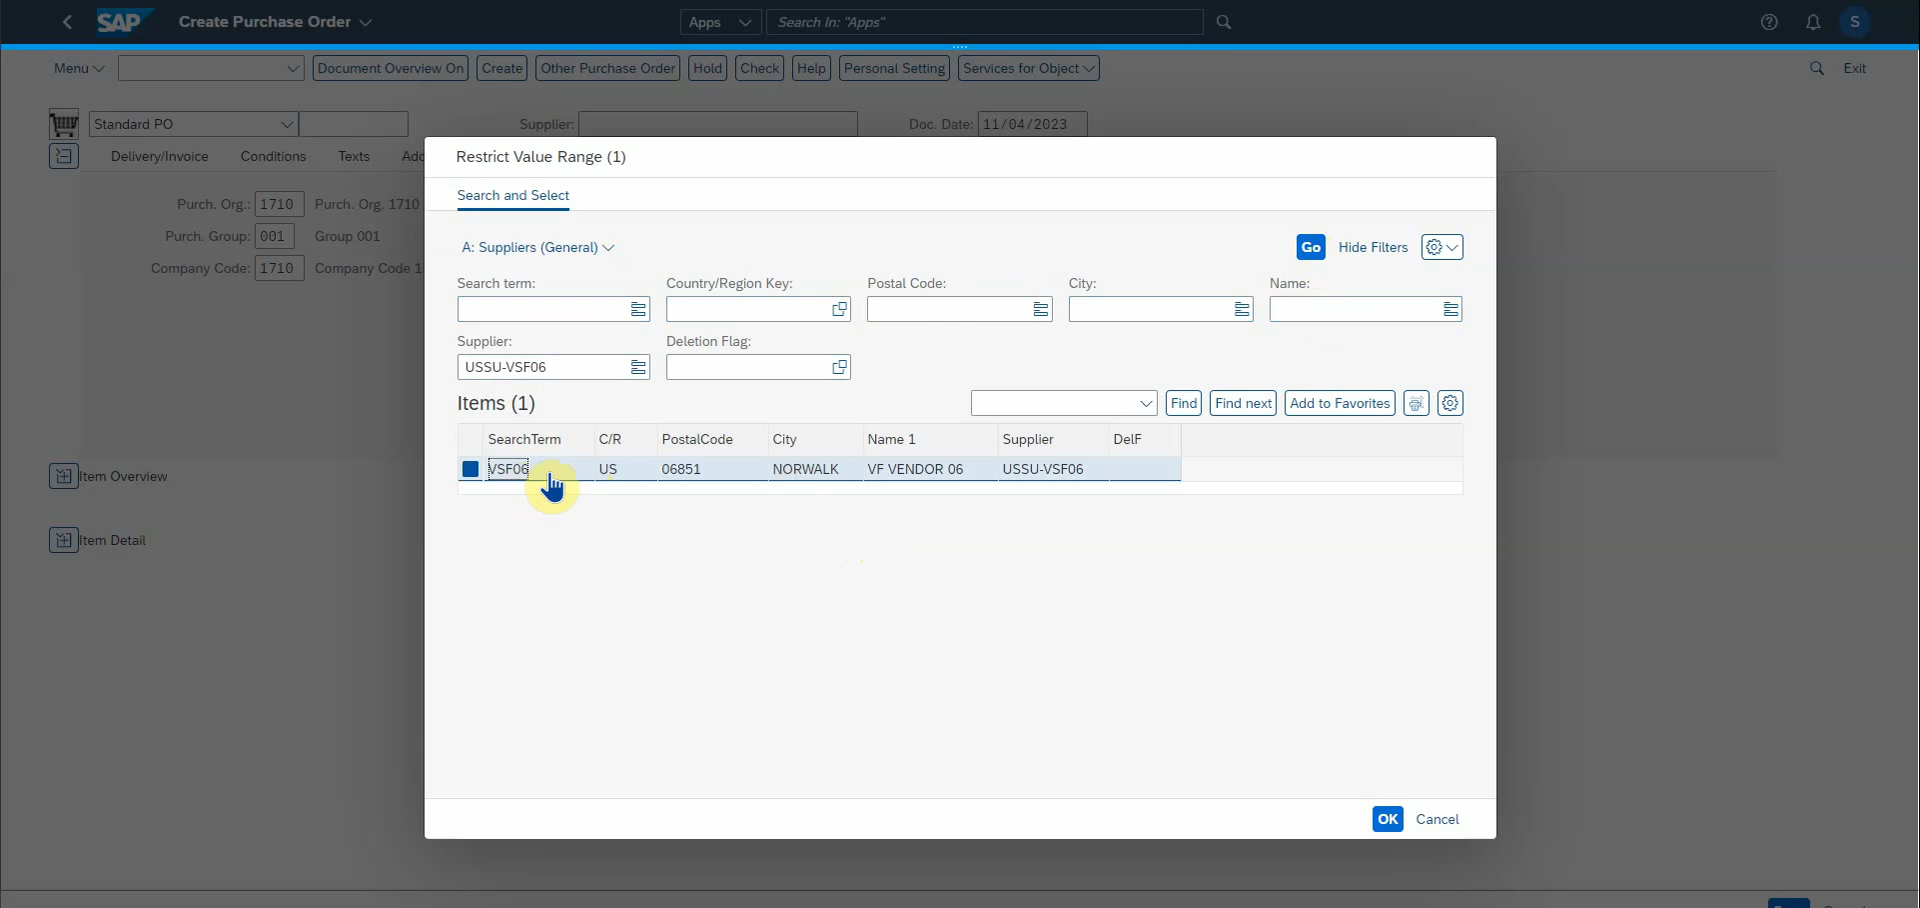 SAP Create Purchase Order Apps Search In: "Apps" S
Menu Document Overview On Create Other Purchase Order Hold Check Help Personal Setting Services for Object Exit
Standard PO Supplier: Doc. Date: 11/04/2023
Delivery/Invoice Conditions Texts
Purch. Org.: 1710 Purch. Org. 1710
Purch. Group: 001 Group 001
Company Code: 1710 Company Code
Item Overview
Item Detail
Restrict Value Range (1)
Search and Select
A: Suppliers (General) Go Hide Filters
Search term: Country/Region Key: Postal Code: City: Name:
Supplier: Deletion Flag:
USSU-VSF06
Items (1) Find Find next Add to Favorites
SearchTerm C/R PostalCode City Name 1 Supplier DelF
VSF06 US 06851 NORWALK VF VENDOR 06 USSU-VSF06
OK Cancel